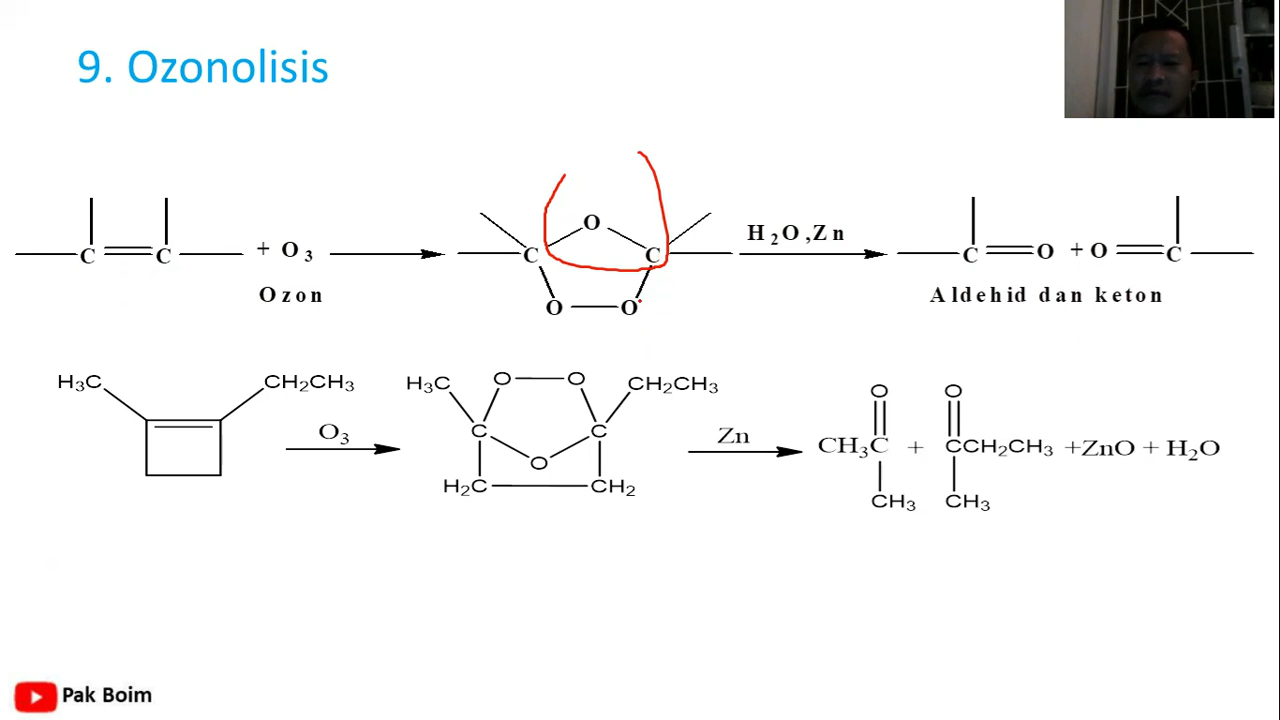 9. Ozonolisis
C C + O3 C O C O O H2O,Zn C O + O C
Ozon
Aldehid dan keton
H3C CH2CH3 O3 H3C O O CH2CH3 C C O H2C CH2 Zn O O CH3C + CCH2CH3 +ZnO + H2O
CH3 CH3
Pak Boim